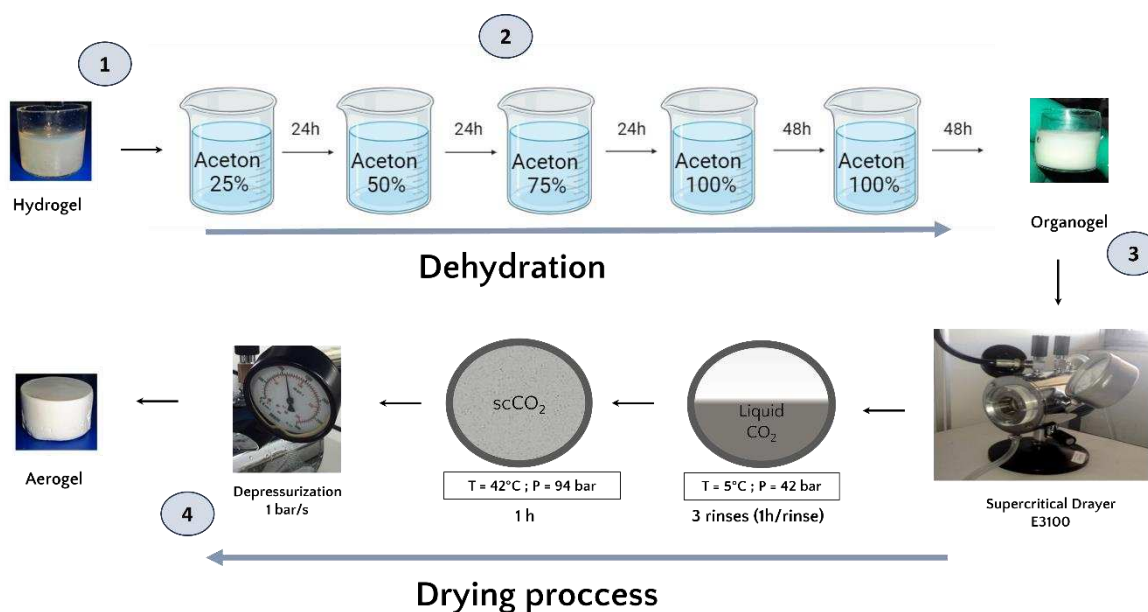 1
2
Hydrogel
Aceton
25%
24h
Aceton
50%
24h
Aceton
75%
24h
Aceton
100%
48h
Aceton
100%
48h
Organogel
Dehydration
3
Supercritical Drayer
E3100
Liquid
CO₂
T = 5°C ; P = 42 bar
3 rinses (1h/rinse)
scCO₂
T = 42°C ; P = 94 bar
1 h
Depressurization
1 bar/s
Aerogel
4
Drying proccess